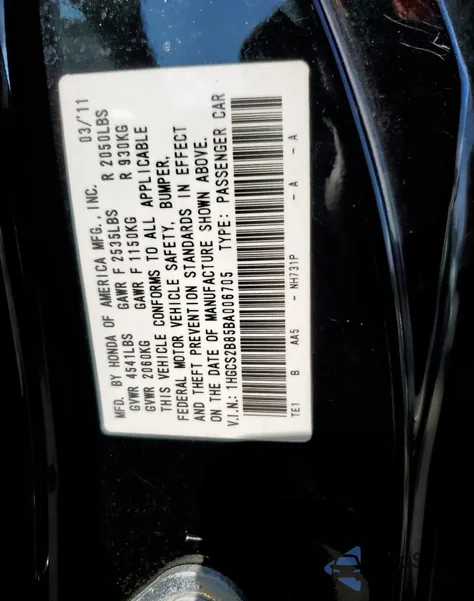 MFD. BY HONDA OF AMERICA MFG., INC. 03/'11
GVWR 4541LBS GAWR F 2535LBS R 2050LBS
GVWR 2060KG GAWR F 1150KG R 930KG
THIS VEHICLE CONFORMS TO ALL APPLICABLE
FEDERAL MOTOR VEHICLE SAFETY, BUMPER,
AND THEFT PREVENTION STANDARDS IN EFFECT
ON THE DATE OF MANUFACTURE SHOWN ABOVE.
V.I.N.: 1HGCS2B85BA006705 TYPE: PASSENGER CAR
TE1 B AA5 - NH731P - A - A